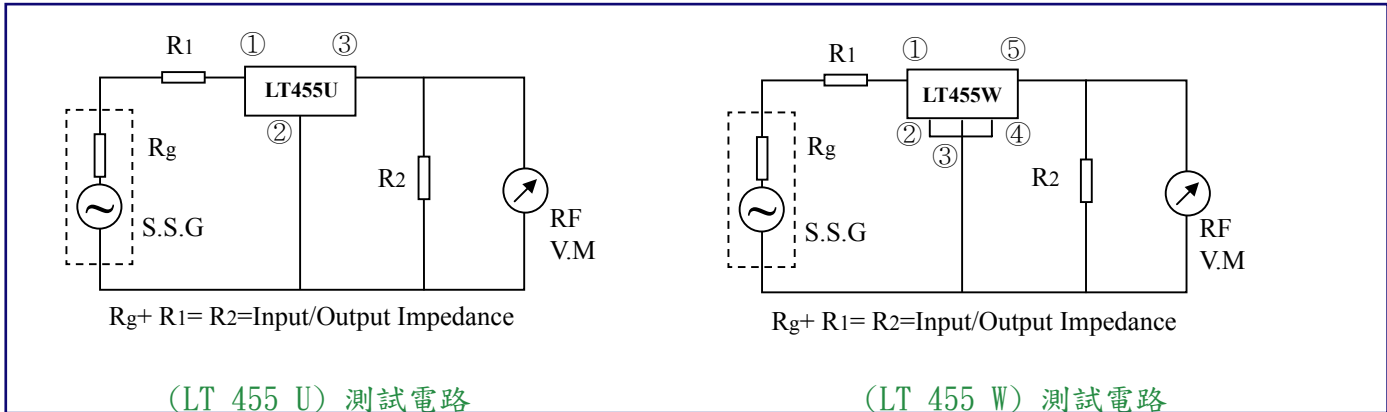 R1 ① ③
LT455U
②
Rg
R2
S.S.G
RF
V.M
Rg+ R1= R2=Input/Output Impedance
(LT 455 U) 測試電路
R1 ① ⑤
LT455W
② ③ ④
Rg
R2
S.S.G
RF
V.M
Rg+ R1= R2=Input/Output Impedance
(LT 455 W) 測試電路